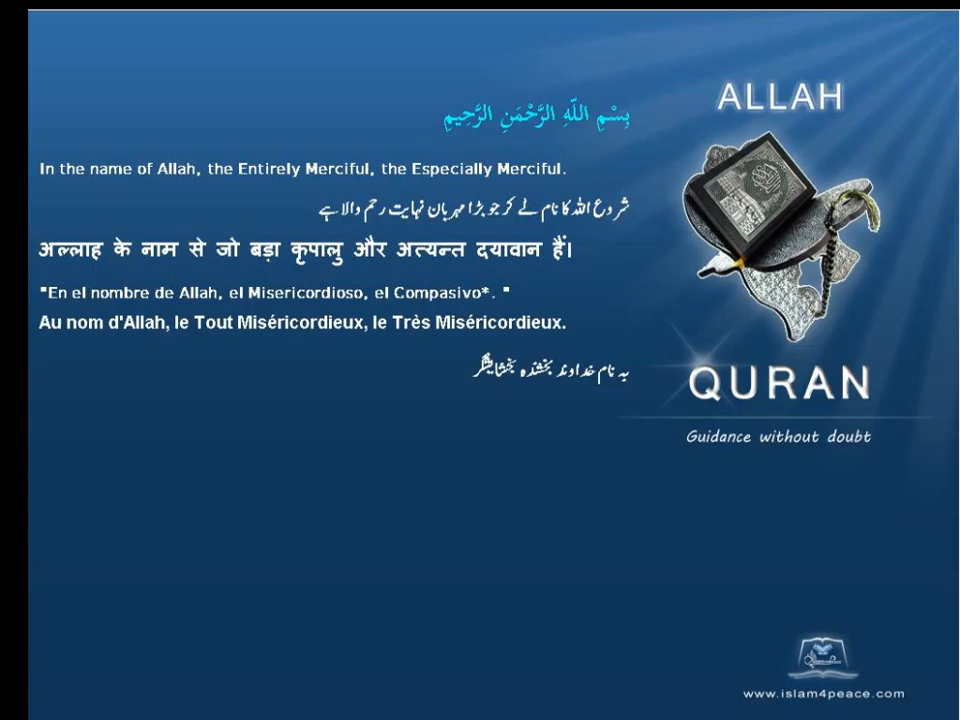 بِسْمِ اللَّهِ الرَّحْمَنِ الرَّحِيمِ
In the name of Allah, the Entirely Merciful, the Especially Merciful.
شروع اللہ کا نام لے کر جو بڑا مہربان نہایت رحم والا ہے
अल्लाह के नाम से जो बड़ा कृपालु और अत्यन्त दयावान हैं।
"En el nombre de Allah, el Misericordioso, el Compasivo*. "
Au nom d'Allah, le Tout Miséricordieux, le Très Miséricordieux.
به نام خداوند بخشنده بخشایشگر
ALLAH
QURAN
Guidance without doubt
www.islam4peace.com